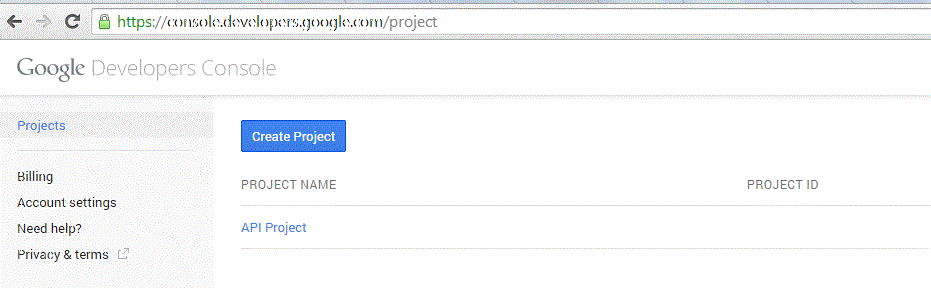 https://console.developers.google.com/project
Google Developers Console
Projects
Create Project
Billing
PROJECT NAME PROJECT ID
Account settings
API Project
Need help?
Privacy & terms